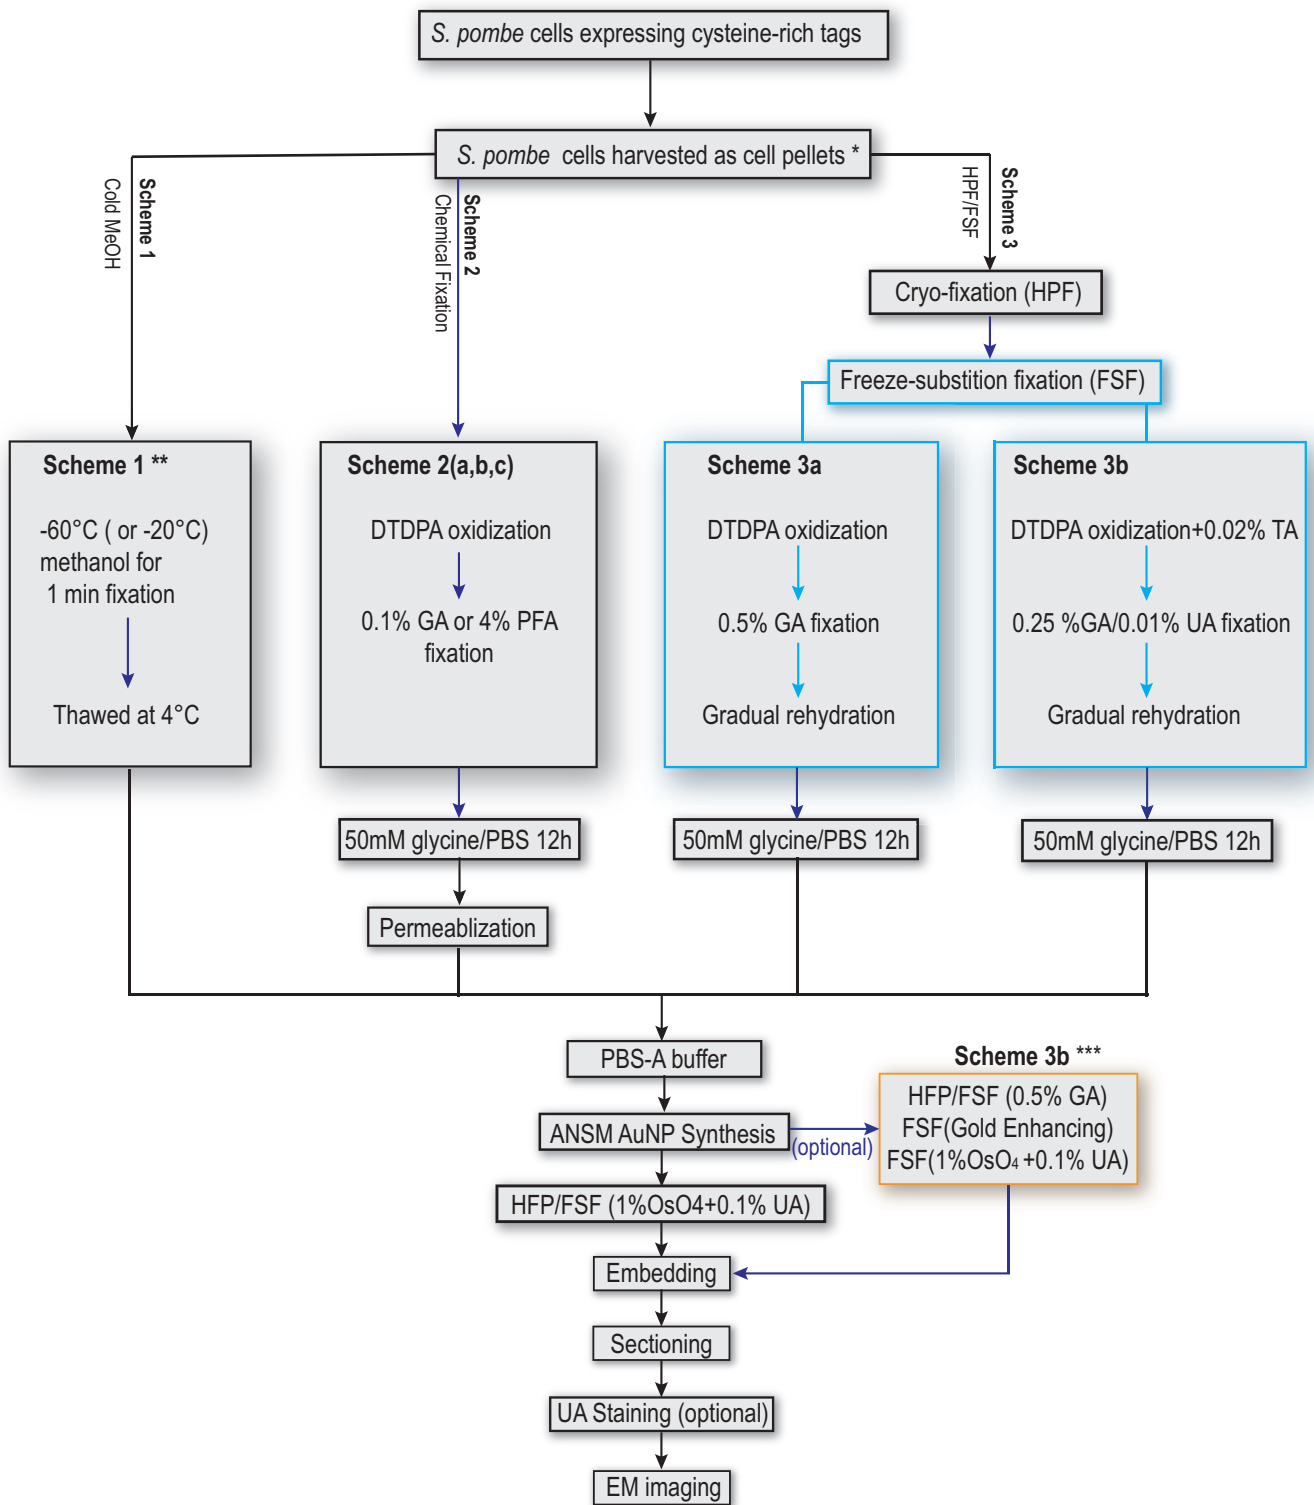 S. pombe cells expressing cysteine-rich tags
S. pombe cells harvested as cell pellets *
Scheme 1
Cold MeOH
Scheme 2
Chemical Fixation
Scheme 3
HPF/FSF
Cryo-fixation (HPF)
Freeze-substition fixation (FSF)
Scheme 1 **
-60°C ( or -20°C)
methanol for
1 min fixation
Thawed at 4°C
Scheme 2(a,b,c)
DTDPA oxidization
0.1% GA or 4% PFA
fixation
Scheme 3a
DTDPA oxidization
0.5% GA fixation
Gradual rehydration
Scheme 3b
DTDPA oxidization+0.02% TA
0.25 %GA/0.01% UA fixation
Gradual rehydration
50mM glycine/PBS 12h
50mM glycine/PBS 12h
50mM glycine/PBS 12h
Permeablization
PBS-A buffer
ANSM AuNP Synthesis
(optional)
Scheme 3b ***
HFP/FSF (0.5% GA)
FSF(Gold Enhancing)
FSF(1%OsO₄ +0.1% UA)
HFP/FSF (1%OsO4+0.1% UA)
Embedding
Sectioning
UA Staining (optional)
EM imaging